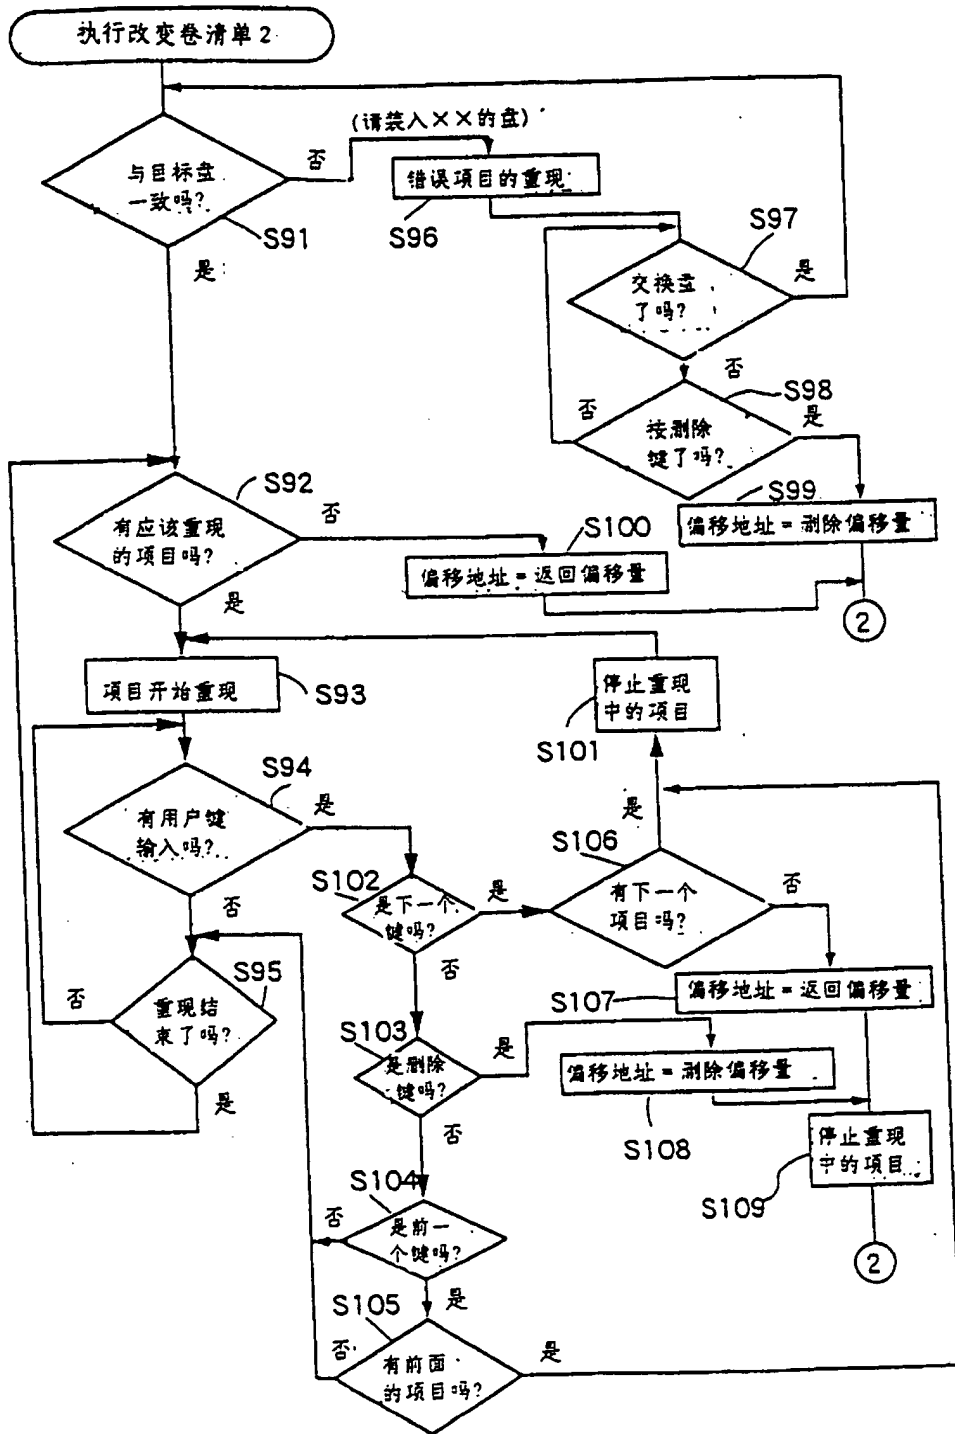 执行改变卷清单2
(请装入××的盘)
与目标盘
一致吗?
否
S91
是
错误项目的重现
S96
S97
交换盘
了吗?
是
否
S98
按删除
键了吗?
否
是
S99
偏移地址=删除偏移量
S92
有应该重现
的项目吗?
否
S100
偏移地址=返回偏移量
是
2
项目开始重现
S93
停止重现
中的项目
S101
S94
有用户键
输入吗?
是
否
S102
是下一个
键吗?
是
否
S106
有下一个
项目吗?
是
否
S95
重现结
束了吗?
否
是
S107
偏移地址=返回偏移量
S103
是删除
键吗?
是
否
偏移地址=删除偏移量
S108
停止重现
中的项目
S109
2
S104
是前一
个键吗?
否
是
S105
有前面
的项目吗?
否
是